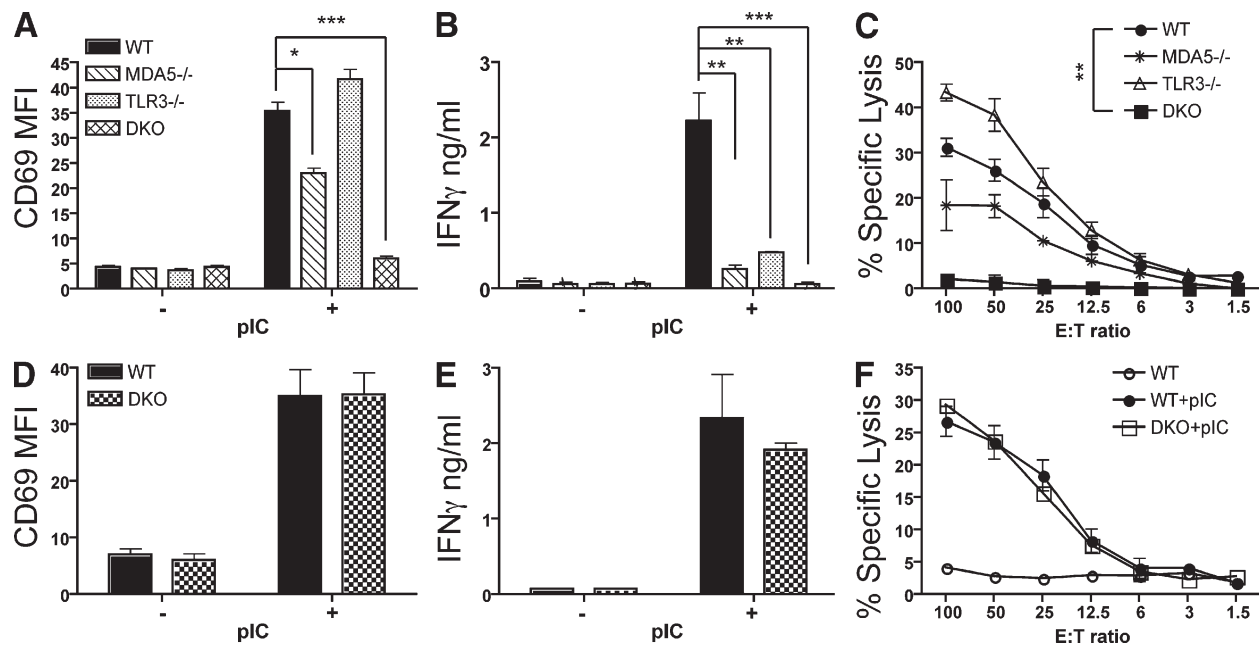 A
WT
MDA5-/-
TLR3-/-
DKO
***
*
CD69 MFI
45
40
35
30
25
20
15
10
5
0
- +
pIC
B
***
**
**
IFNγ ng/ml
3
2
1
0
- +
pIC
C
WT
MDA5-/-
TLR3-/-
DKO
**
% Specific Lysis
50
40
30
20
10
0
100 50 25 12.5 6 3 1.5
E:T ratio
D
WT
DKO
CD69 MFI
40
30
20
10
0
- +
pIC
E
IFNγ ng/ml
3
2
1
0
- +
pIC
F
WT
WT+pIC
DKO+pIC
% Specific Lysis
35
30
25
20
15
10
5
0
100 50 25 12.5 6 3 1.5
E:T ratio